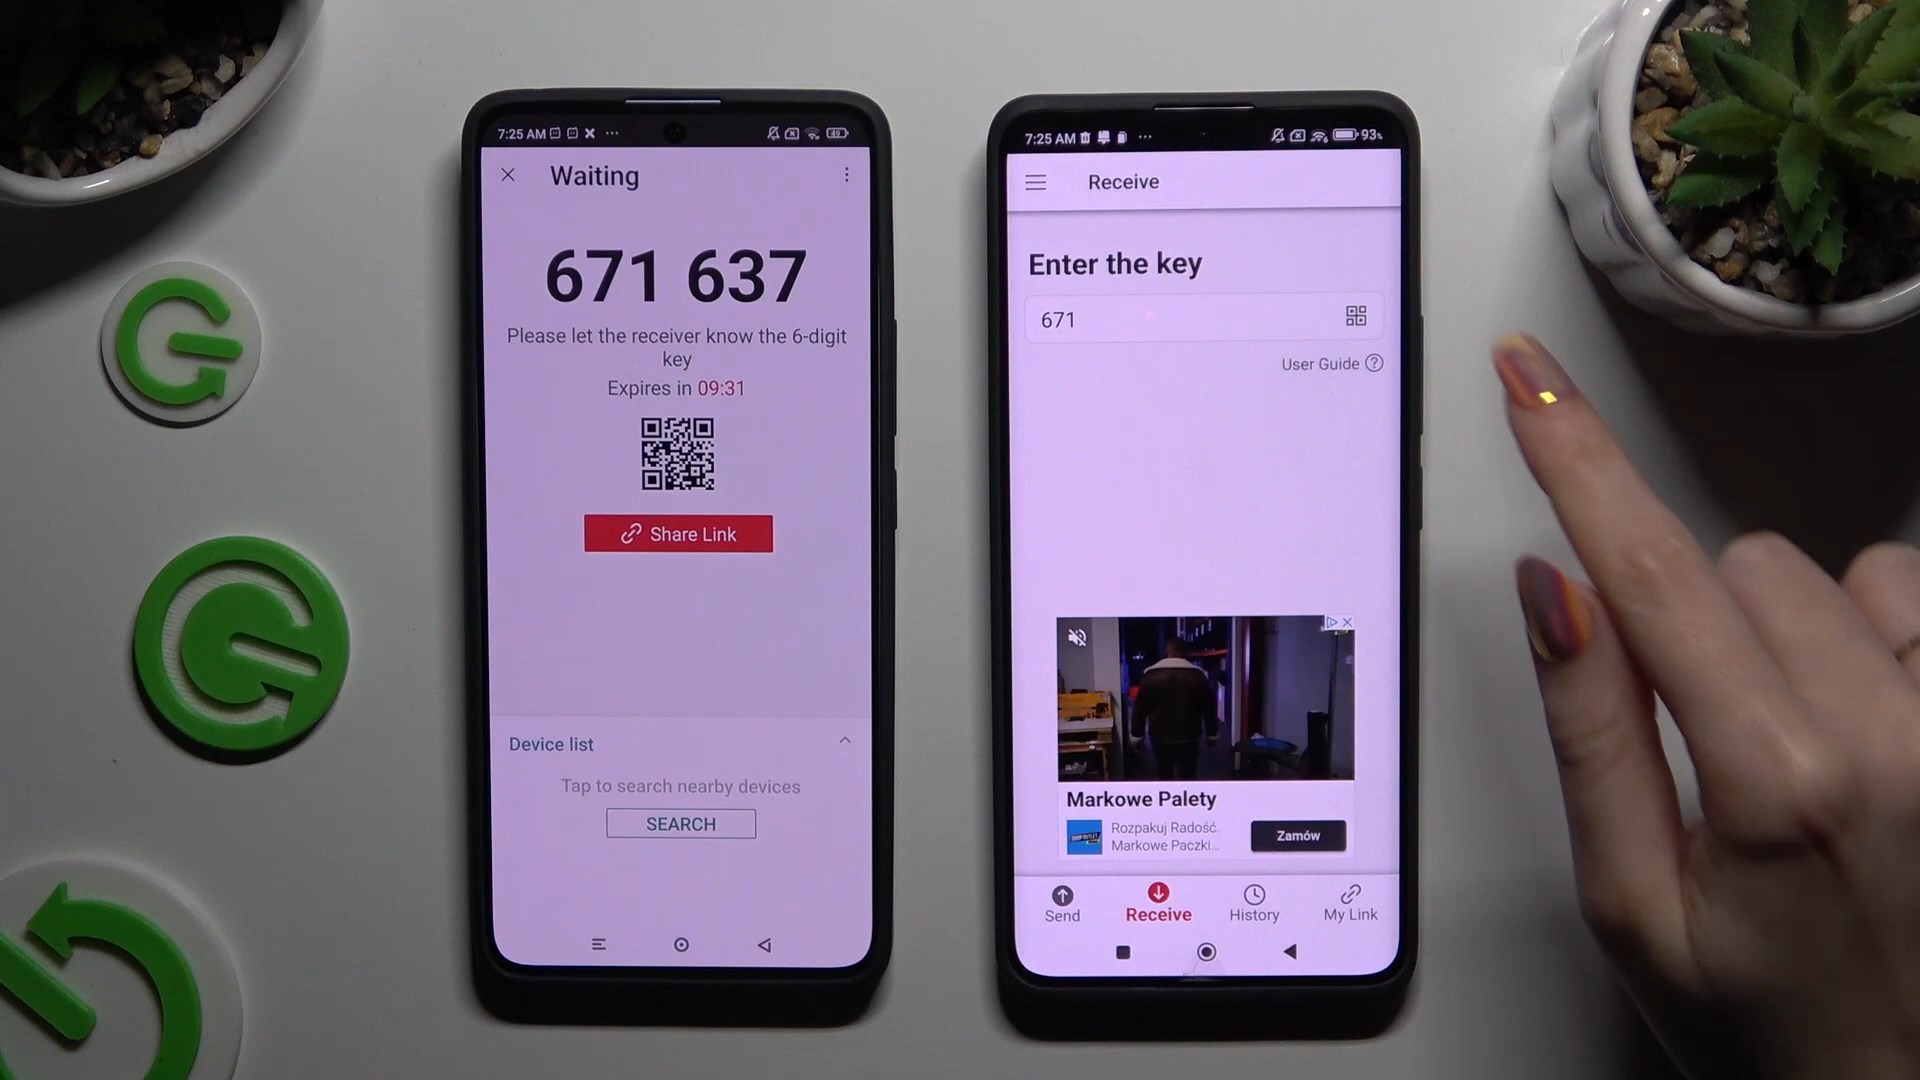 7:25 AM
49
Waiting
671 637
Please let the receiver know the 6-digit
key
Expires in 09:31
Share Link
Device list
Tap to search nearby devices
SEARCH
7:25 AM
93%
Receive
Enter the key
671
User Guide
Markowe Palety
Rozpakuj Radość.
Markowe Paczki...
Zamów
Send
Receive
History
My Link